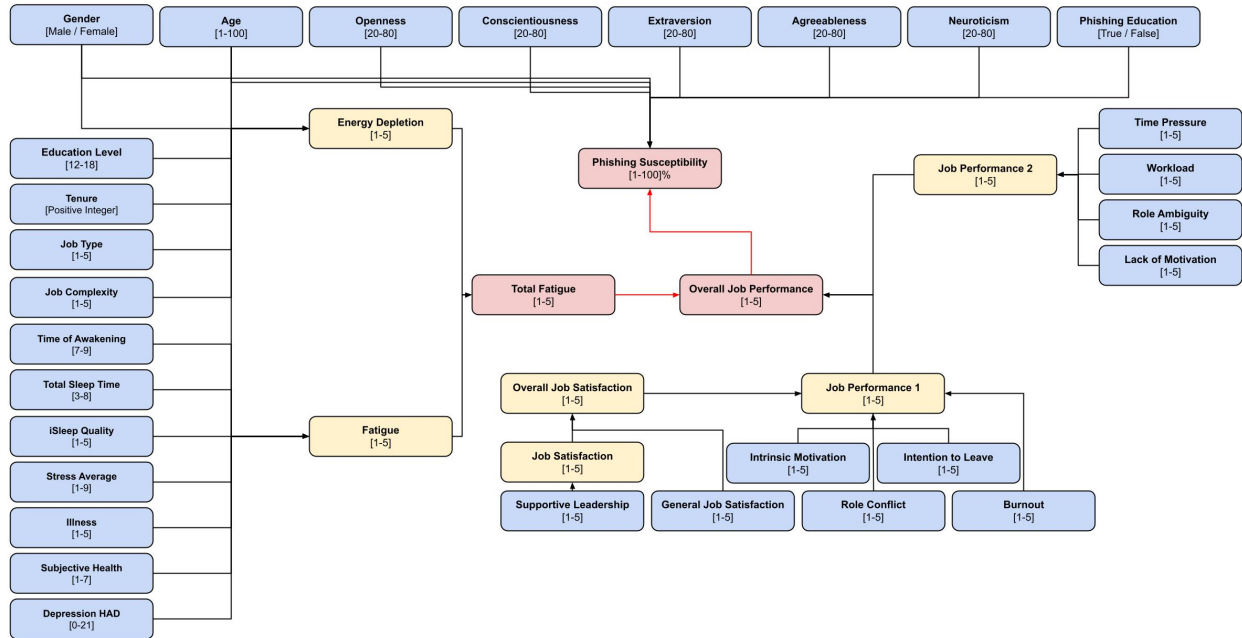 Gender
[Male / Female]
Age
[1-100]
Openness
[20-80]
Conscientiousness
[20-80]
Extraversion
[20-80]
Agreeableness
[20-80]
Neuroticism
[20-80]
Phishing Education
[True / False]
Energy Depletion
[1-5]
Education Level
[12-18]
Tenure
[Positive Integer]
Job Type
[1-5]
Job Complexity
[1-5]
Time of Awakening
[7-9]
Total Sleep Time
[3-8]
iSleep Quality
[1-5]
Stress Average
[1-9]
Illness
[1-5]
Subjective Health
[1-7]
Depression HAD
[0-21]
Fatigue
[1-5]
Phishing Susceptibility
[1-100]%
Total Fatigue
[1-5]
Overall Job Performance
[1-5]
Job Performance 2
[1-5]
Time Pressure
[1-5]
Workload
[1-5]
Role Ambiguity
[1-5]
Lack of Motivation
[1-5]
Overall Job Satisfaction
[1-5]
Job Performance 1
[1-5]
Job Satisfaction
[1-5]
Intrinsic Motivation
[1-5]
Intention to Leave
[1-5]
Supportive Leadership
[1-5]
General Job Satisfaction
[1-5]
Role Conflict
[1-5]
Burnout
[1-5]